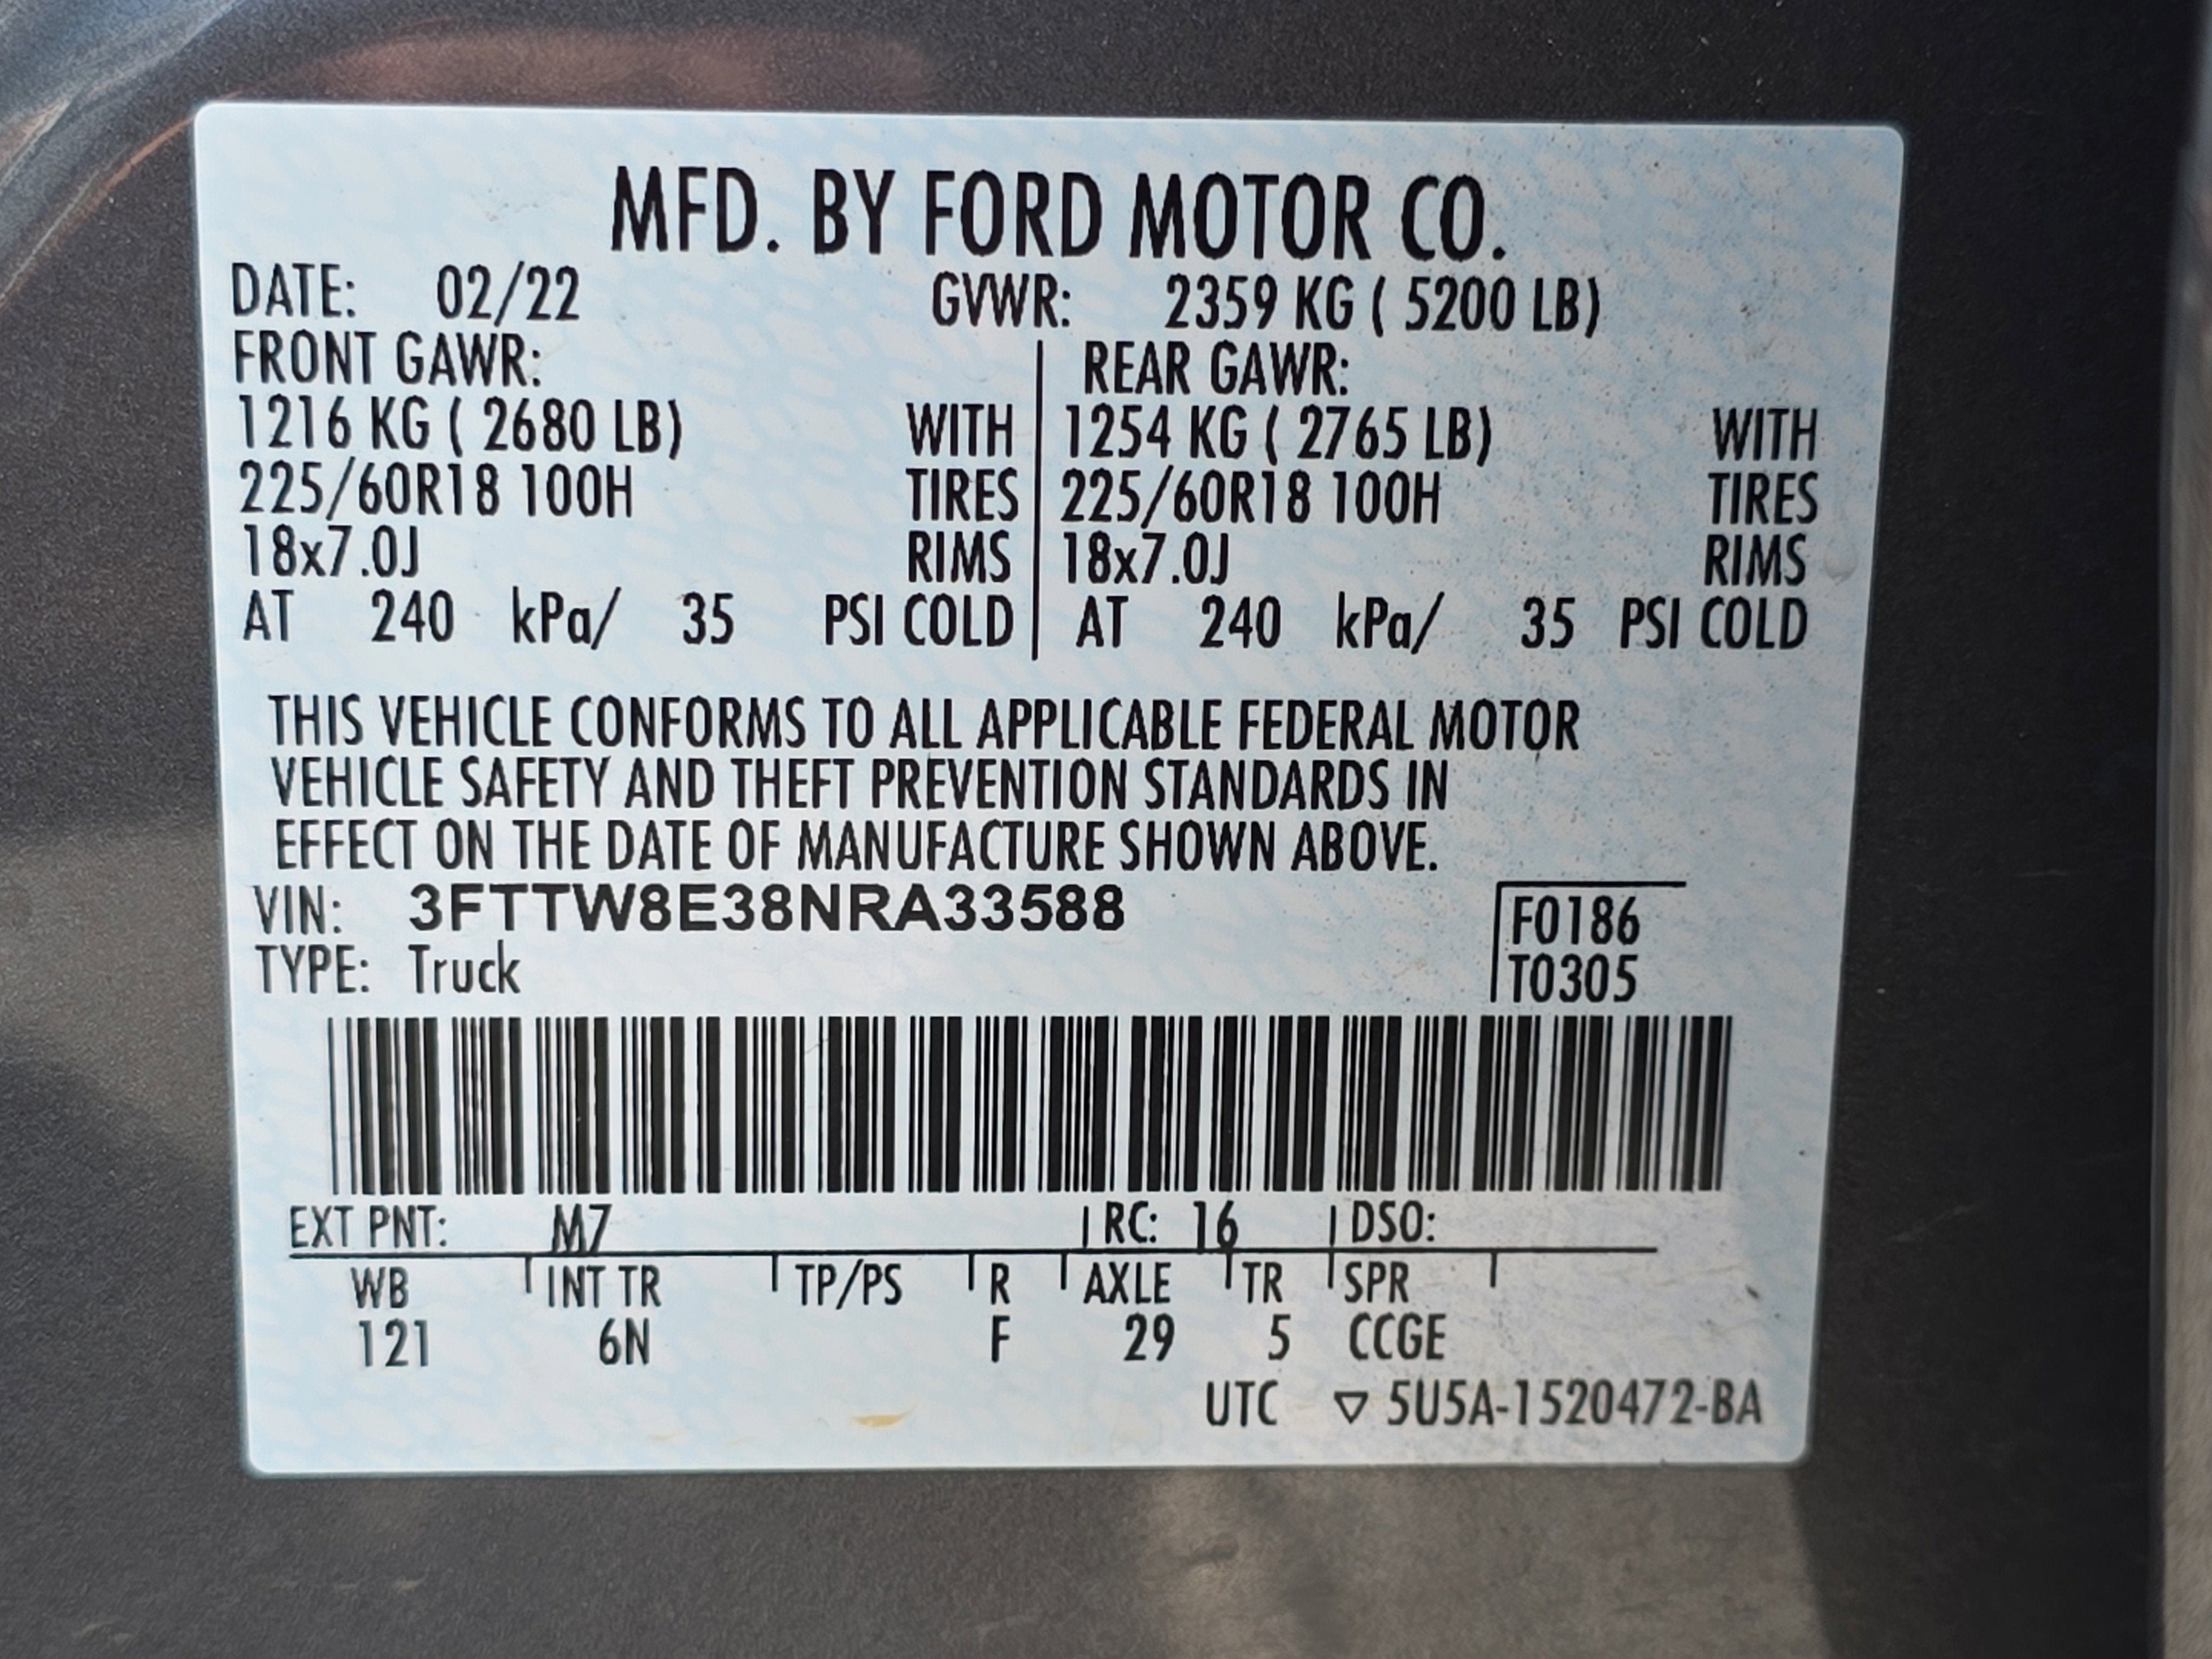 MFD. BY FORD MOTOR CO.
DATE: 02/22 GVWR: 2359 KG ( 5200 LB)
FRONT GAWR: REAR GAWR:
1216 KG ( 2680 LB) WITH 1254 KG ( 2765 LB) WITH
225/60R18 100H TIRES 225/60R18 100H TIRES
18x7.0J RIMS 18x7.0J RIMS
AT 240 kPa/ 35 PSI COLD AT 240 kPa/ 35 PSI COLD
THIS VEHICLE CONFORMS TO ALL APPLICABLE FEDERAL MOTOR
VEHICLE SAFETY AND THEFT PREVENTION STANDARDS IN
EFFECT ON THE DATE OF MANUFACTURE SHOWN ABOVE.
VIN: 3FTTW8E38NRA33588 F0186
TYPE: Truck T0305
EXT PNT: M7 RC: 16 DSO:
WB INT TR TP/PS R AXLE TR SPR
121 6N F 29 5 CCGE
UTC ▽ 5U5A-1520472-BA